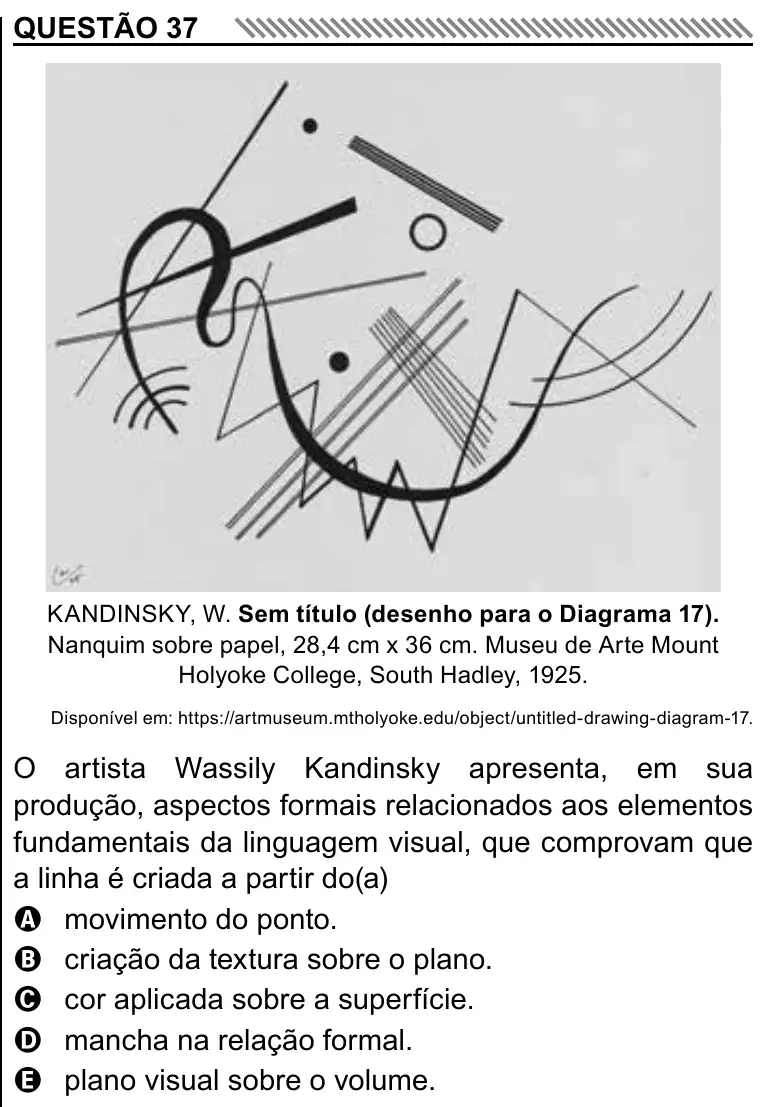 QUESTÃO 37
KANDINSKY, W. Sem título (desenho para o Diagrama 17).
Nanquim sobre papel, 28,4 cm x 36 cm. Museu de Arte Mount
Holyoke College, South Hadley, 1925.
Disponível em: https://artmuseum.mtholyoke.edu/object/untitled-drawing-diagram-17.
O artista Wassily Kandinsky apresenta, em sua
produção, aspectos formais relacionados aos elementos
fundamentais da linguagem visual, que comprovam que
a linha é criada a partir do(a)
A movimento do ponto.
B criação da textura sobre o plano.
C cor aplicada sobre a superfície.
D mancha na relação formal.
E plano visual sobre o volume.